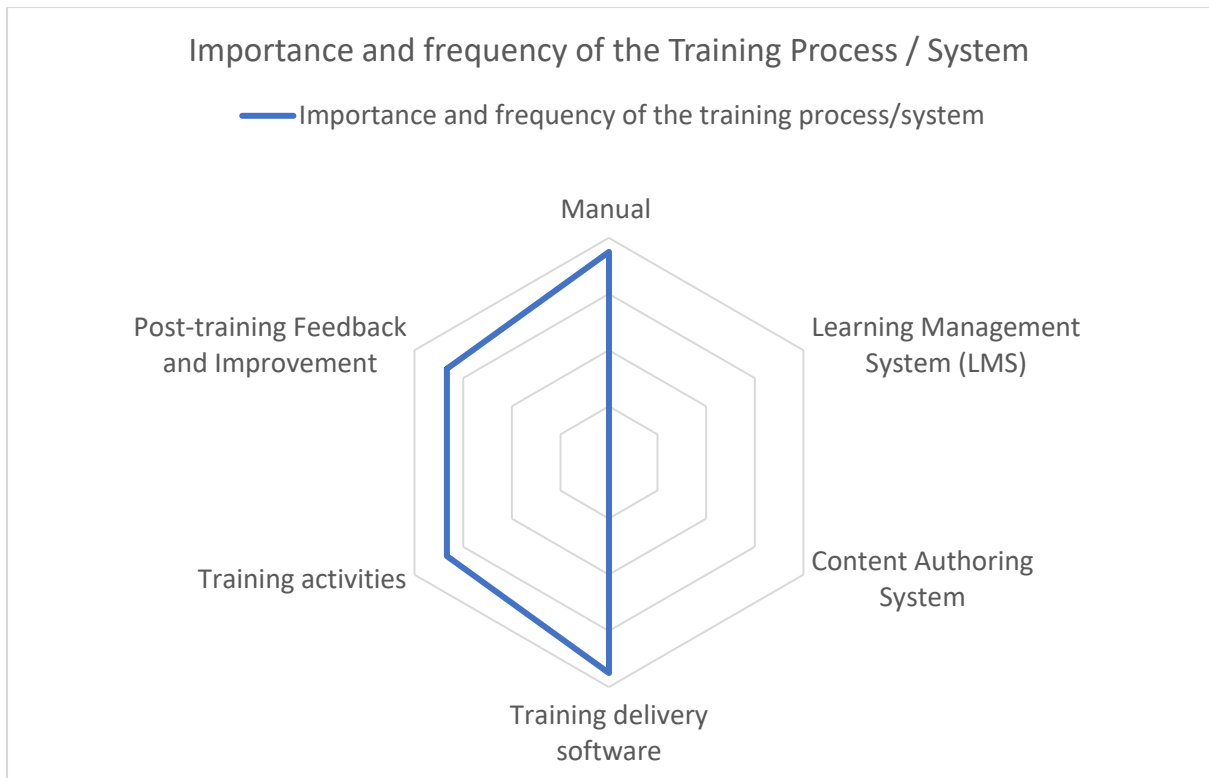 Importance and frequency of the Training Process / System
Importance and frequency of the training process/system
Manual
Post-training Feedback
and Improvement
Learning Management
System (LMS)
Training activities
Content Authoring
System
Training delivery
software